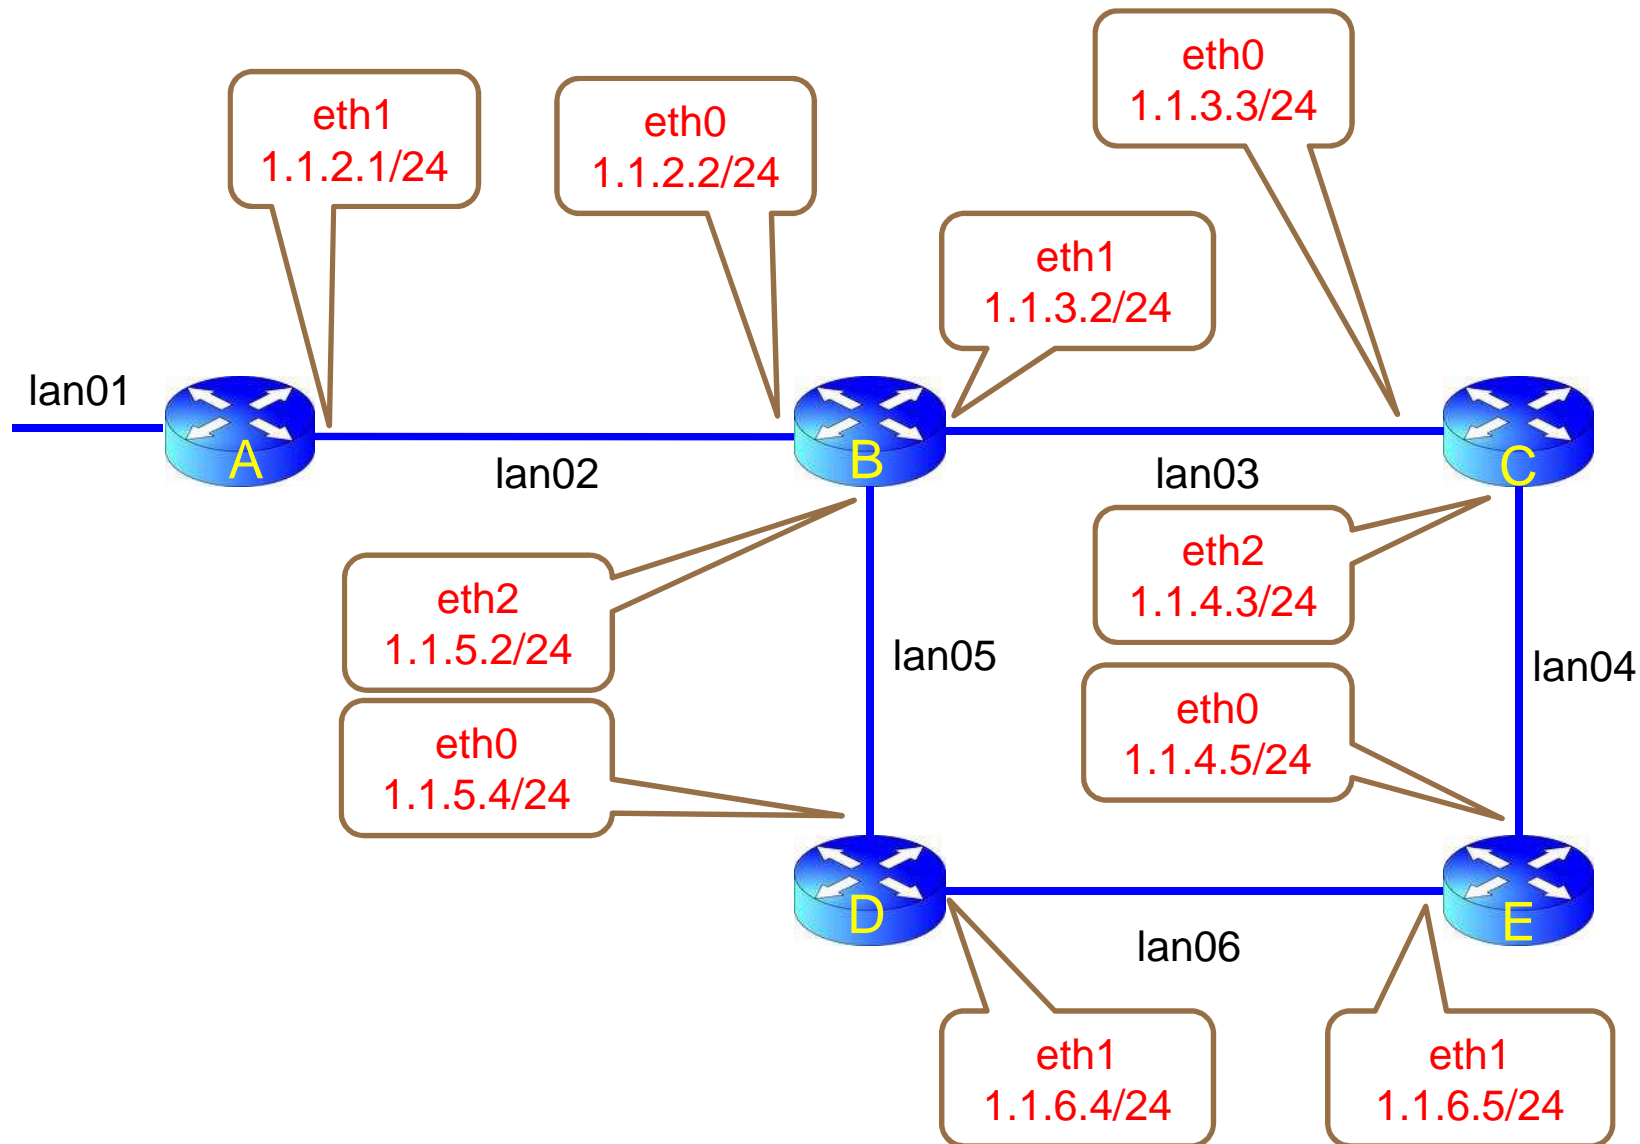 eth0
1.1.3.3/24
eth1
1.1.2.1/24
eth0
1.1.2.2/24
eth1
1.1.3.2/24
lan01
A
B
C
lan02
lan03
eth2
1.1.4.3/24
eth2
1.1.5.2/24
lan05
lan04
eth0
1.1.4.5/24
eth0
1.1.5.4/24
D
E
lan06
eth1
1.1.6.4/24
eth1
1.1.6.5/24